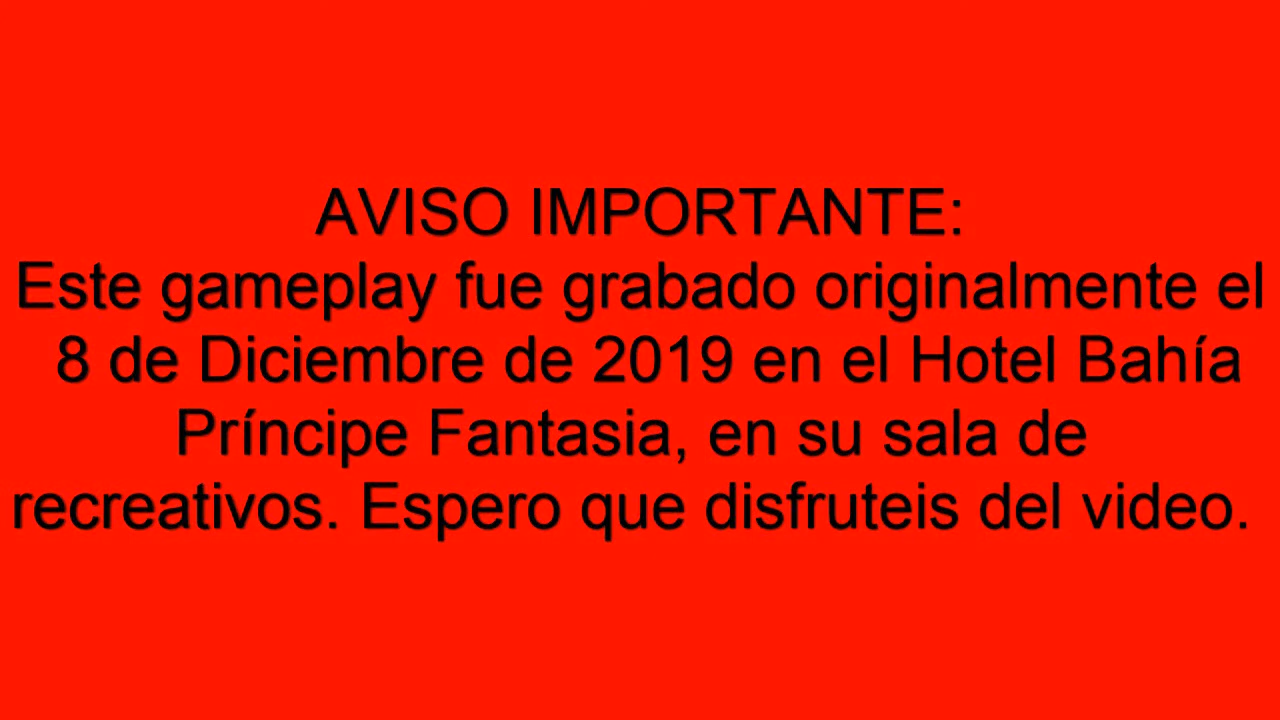 AVISO IMPORTANTE:
Este gameplay fue grabado originalmente el
8 de Diciembre de 2019 en el Hotel Bahía
Príncipe Fantasia, en su sala de
recreativos. Espero que disfruteis del video.